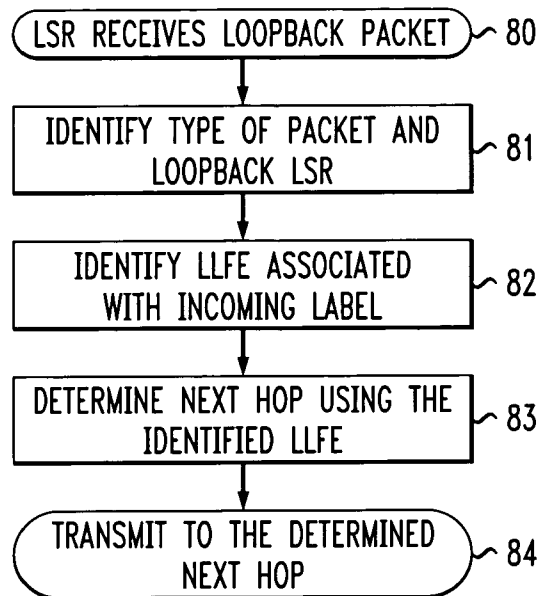 LSR RECEIVES LOOPBACK PACKET 80
IDENTIFY TYPE OF PACKET AND
LOOPBACK LSR
81
IDENTIFY LLFE ASSOCIATED
WITH INCOMING LABEL
82
DETERMINE NEXT HOP USING THE
IDENTIFIED LLFE
83
TRANSMIT TO THE DETERMINED
NEXT HOP
84